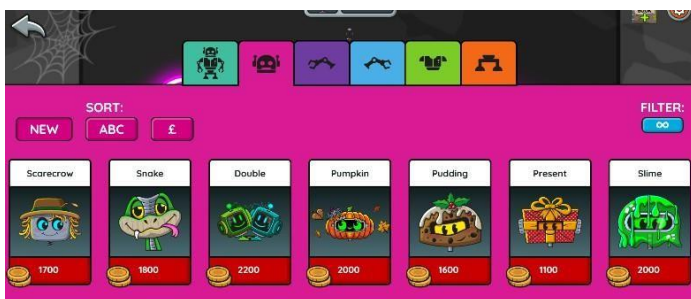 SORT:
FILTER:
NEW
ABC
£
∞
Scarecrow
Snake
Double
Pumpkin
Pudding
Present
Slime
1700
1800
2200
2000
1600
1100
2000